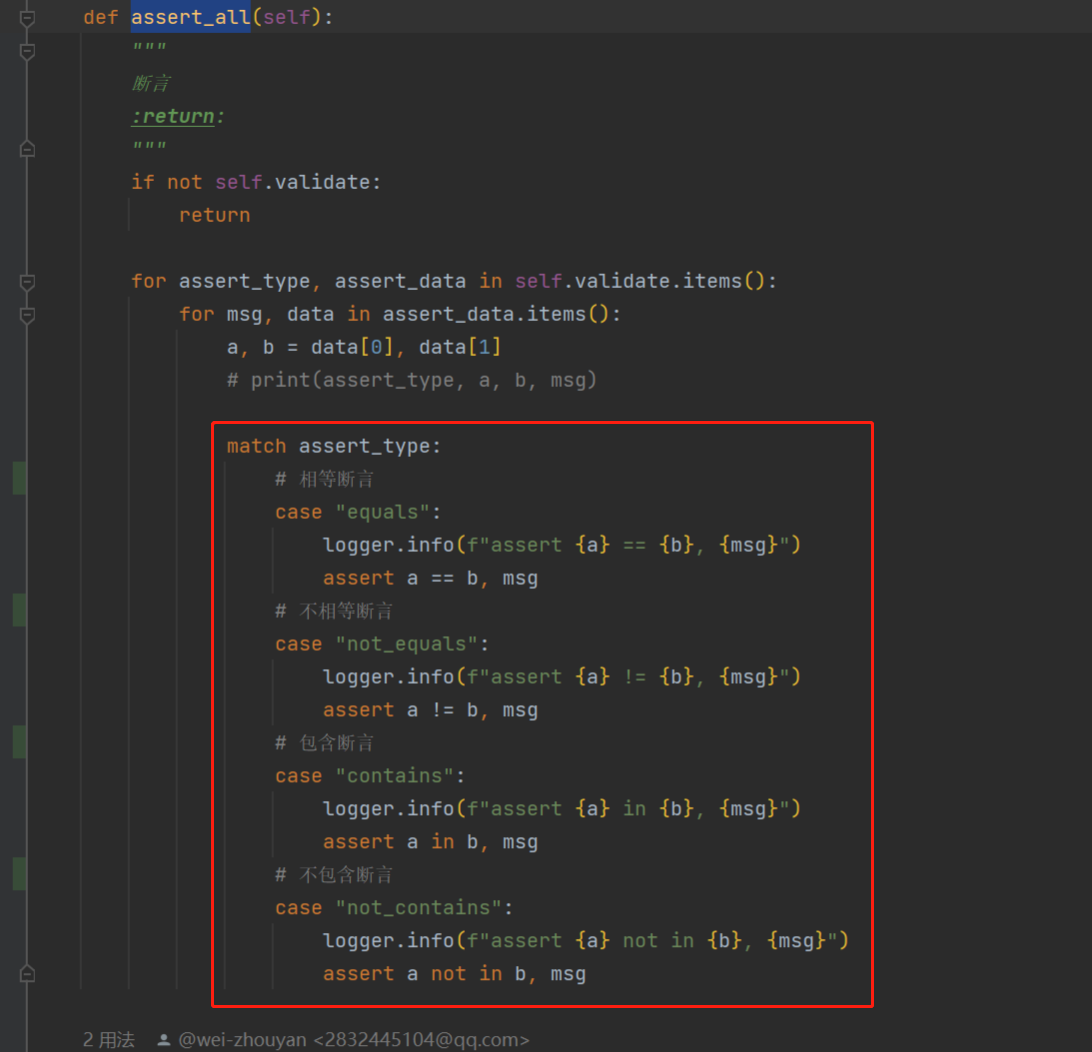 def assert_all(self):
"""
断言
:return:
"""
if not self.validate:
return
for assert_type, assert_data in self.validate.items():
for msg, data in assert_data.items():
a, b = data[0], data[1]
# print(assert_type, a, b, msg)
match assert_type:
# 相等断言
case "equals":
logger.info(f"assert {a} == {b}, {msg}")
assert a == b, msg
# 不相等断言
case "not_equals":
logger.info(f"assert {a} != {b}, {msg}")
assert a != b, msg
# 包含断言
case "contains":
logger.info(f"assert {a} in {b}, {msg}")
assert a in b, msg
# 不包含断言
case "not_contains":
logger.info(f"assert {a} not in {b}, {msg}")
assert a not in b, msg
2 用法 @wei-zhouyan <2832445104@qq.com>